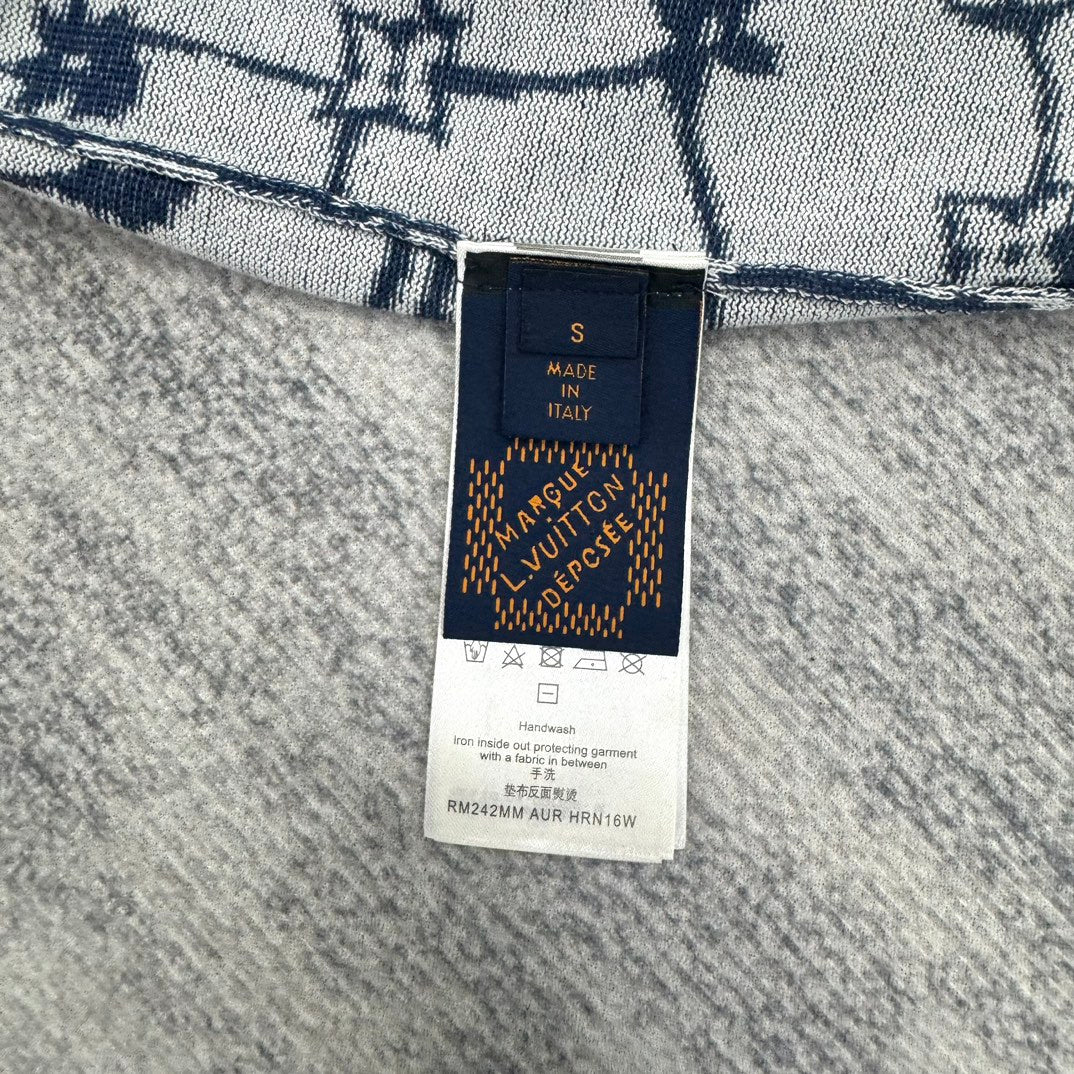 S
MADE
IN
ITALY
MARQUE
L.VUITTON
DÉPOSÉE
Handwash
Iron inside out protecting garment
with a fabric in between
手洗
垫布反面熨烫
RM242MM AUR HRN16W